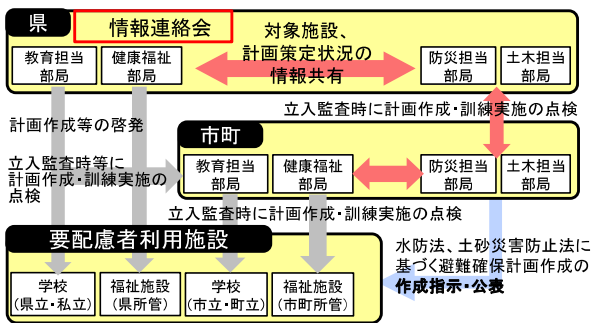 県
情報連絡会
教育担当
部局
健康福祉
部局
対象施設、
計画策定状況の
情報共有
防災担当
部局
土木担当
部局
計画作成等の啓発
立入監査時に計画作成・訓練実施の点検
市町
立入監査時等に
計画作成・訓練実施の
点検
教育担当
部局
健康福祉
部局
防災担当
部局
土木担当
部局
立入監査時に計画作成・訓練実施の点検
要配慮者利用施設
水防法、土砂災害防止法に
基づく避難確保計画作成の
作成指示・公表
学校
(県立・私立)
福祉施設
(県所管)
学校
(市立・町立)
福祉施設
(市町所管)